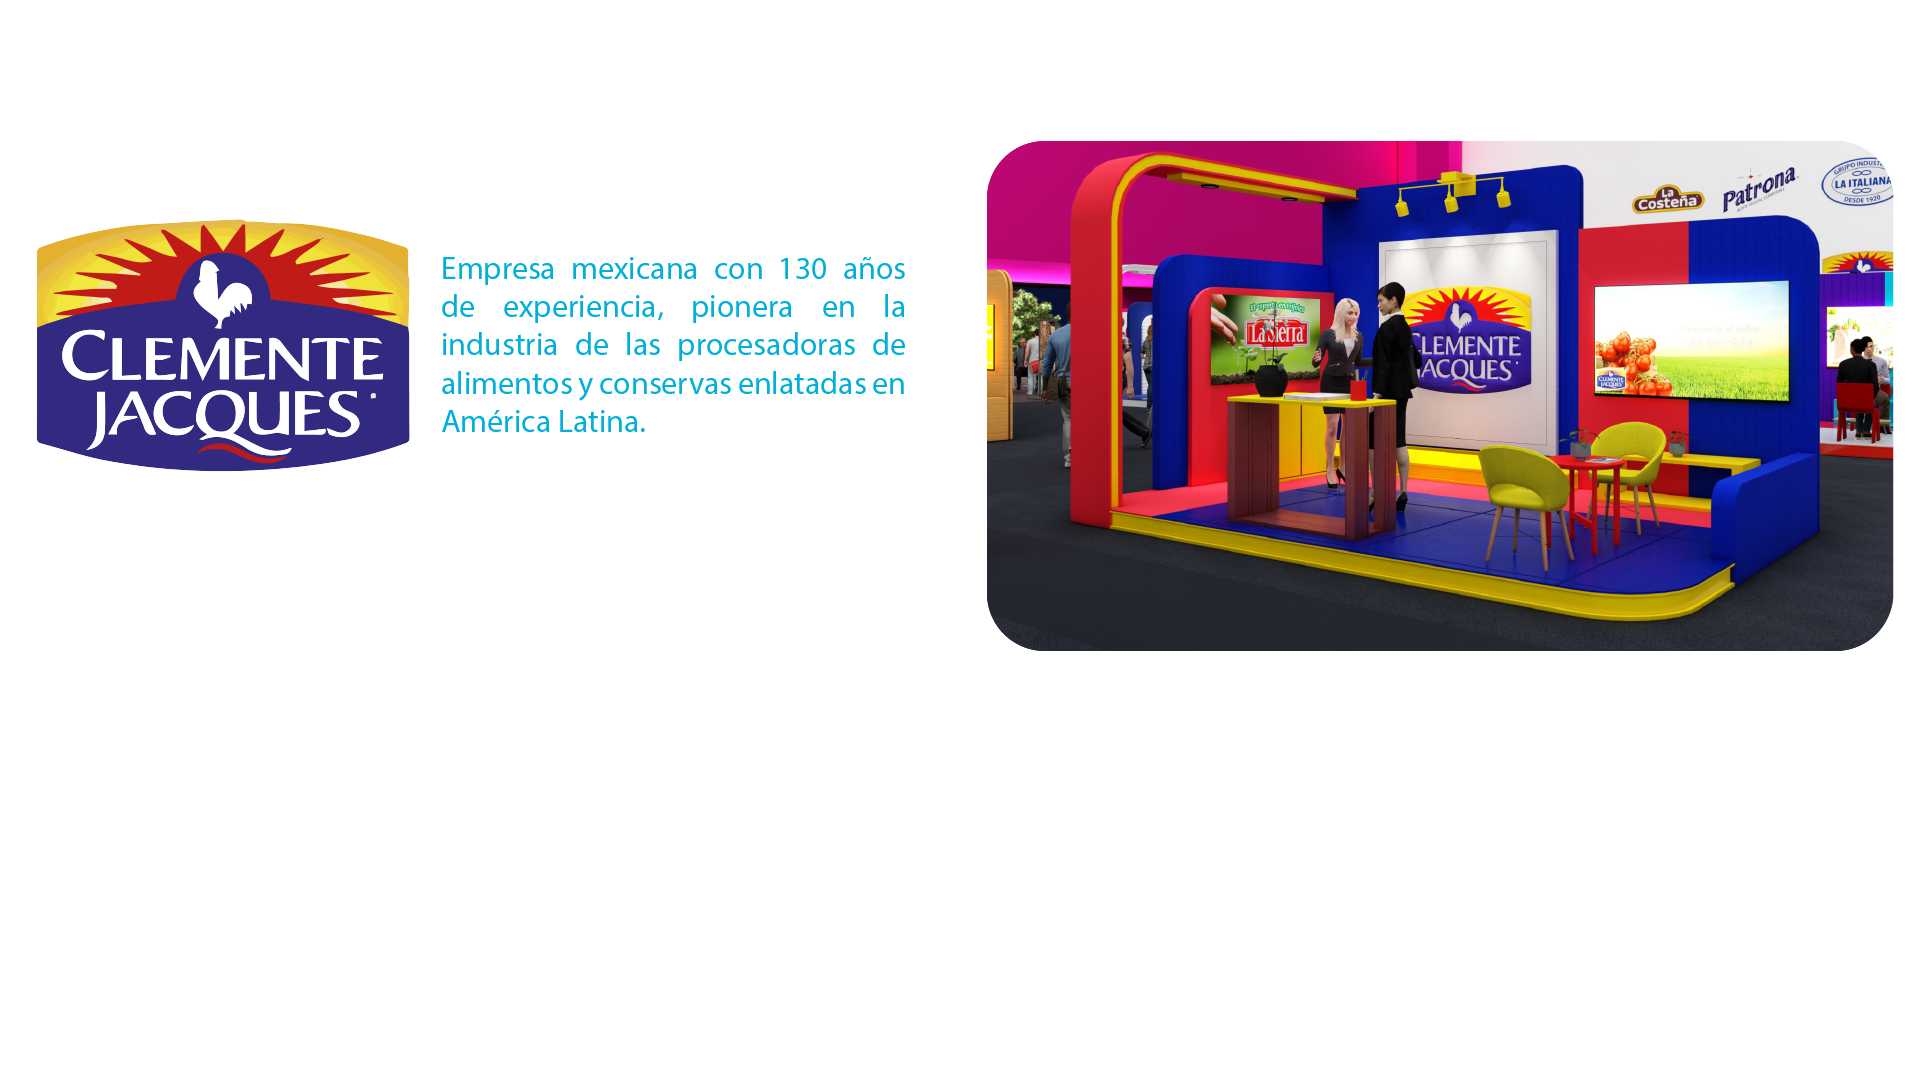 CLEMENTE
JACQUES
Empresa mexicana con 130 años
de experiencia, pionera en la
industria de las procesadoras de
alimentos y conservas enlatadas en
América Latina.
La
Costeña
Patrona
GRUPO INDUST
LA ITALIANA
DESDE 1920
La Sierra
CLEMENTE
JACQUES
CLEMENTE
JACQUES